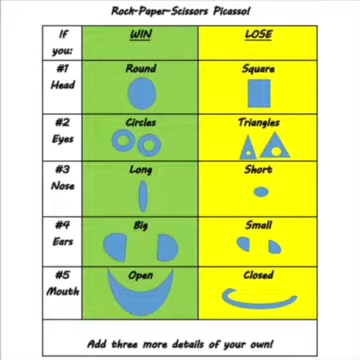 Rock-Paper-Scissors Picasso!
If you: WIN LOSE
#1 Head Round Square
#2 Eyes Circles Triangles
#3 Nose Long Short
#4 Ears Big Small
#5 Mouth Open Closed
Add three more details of your own!